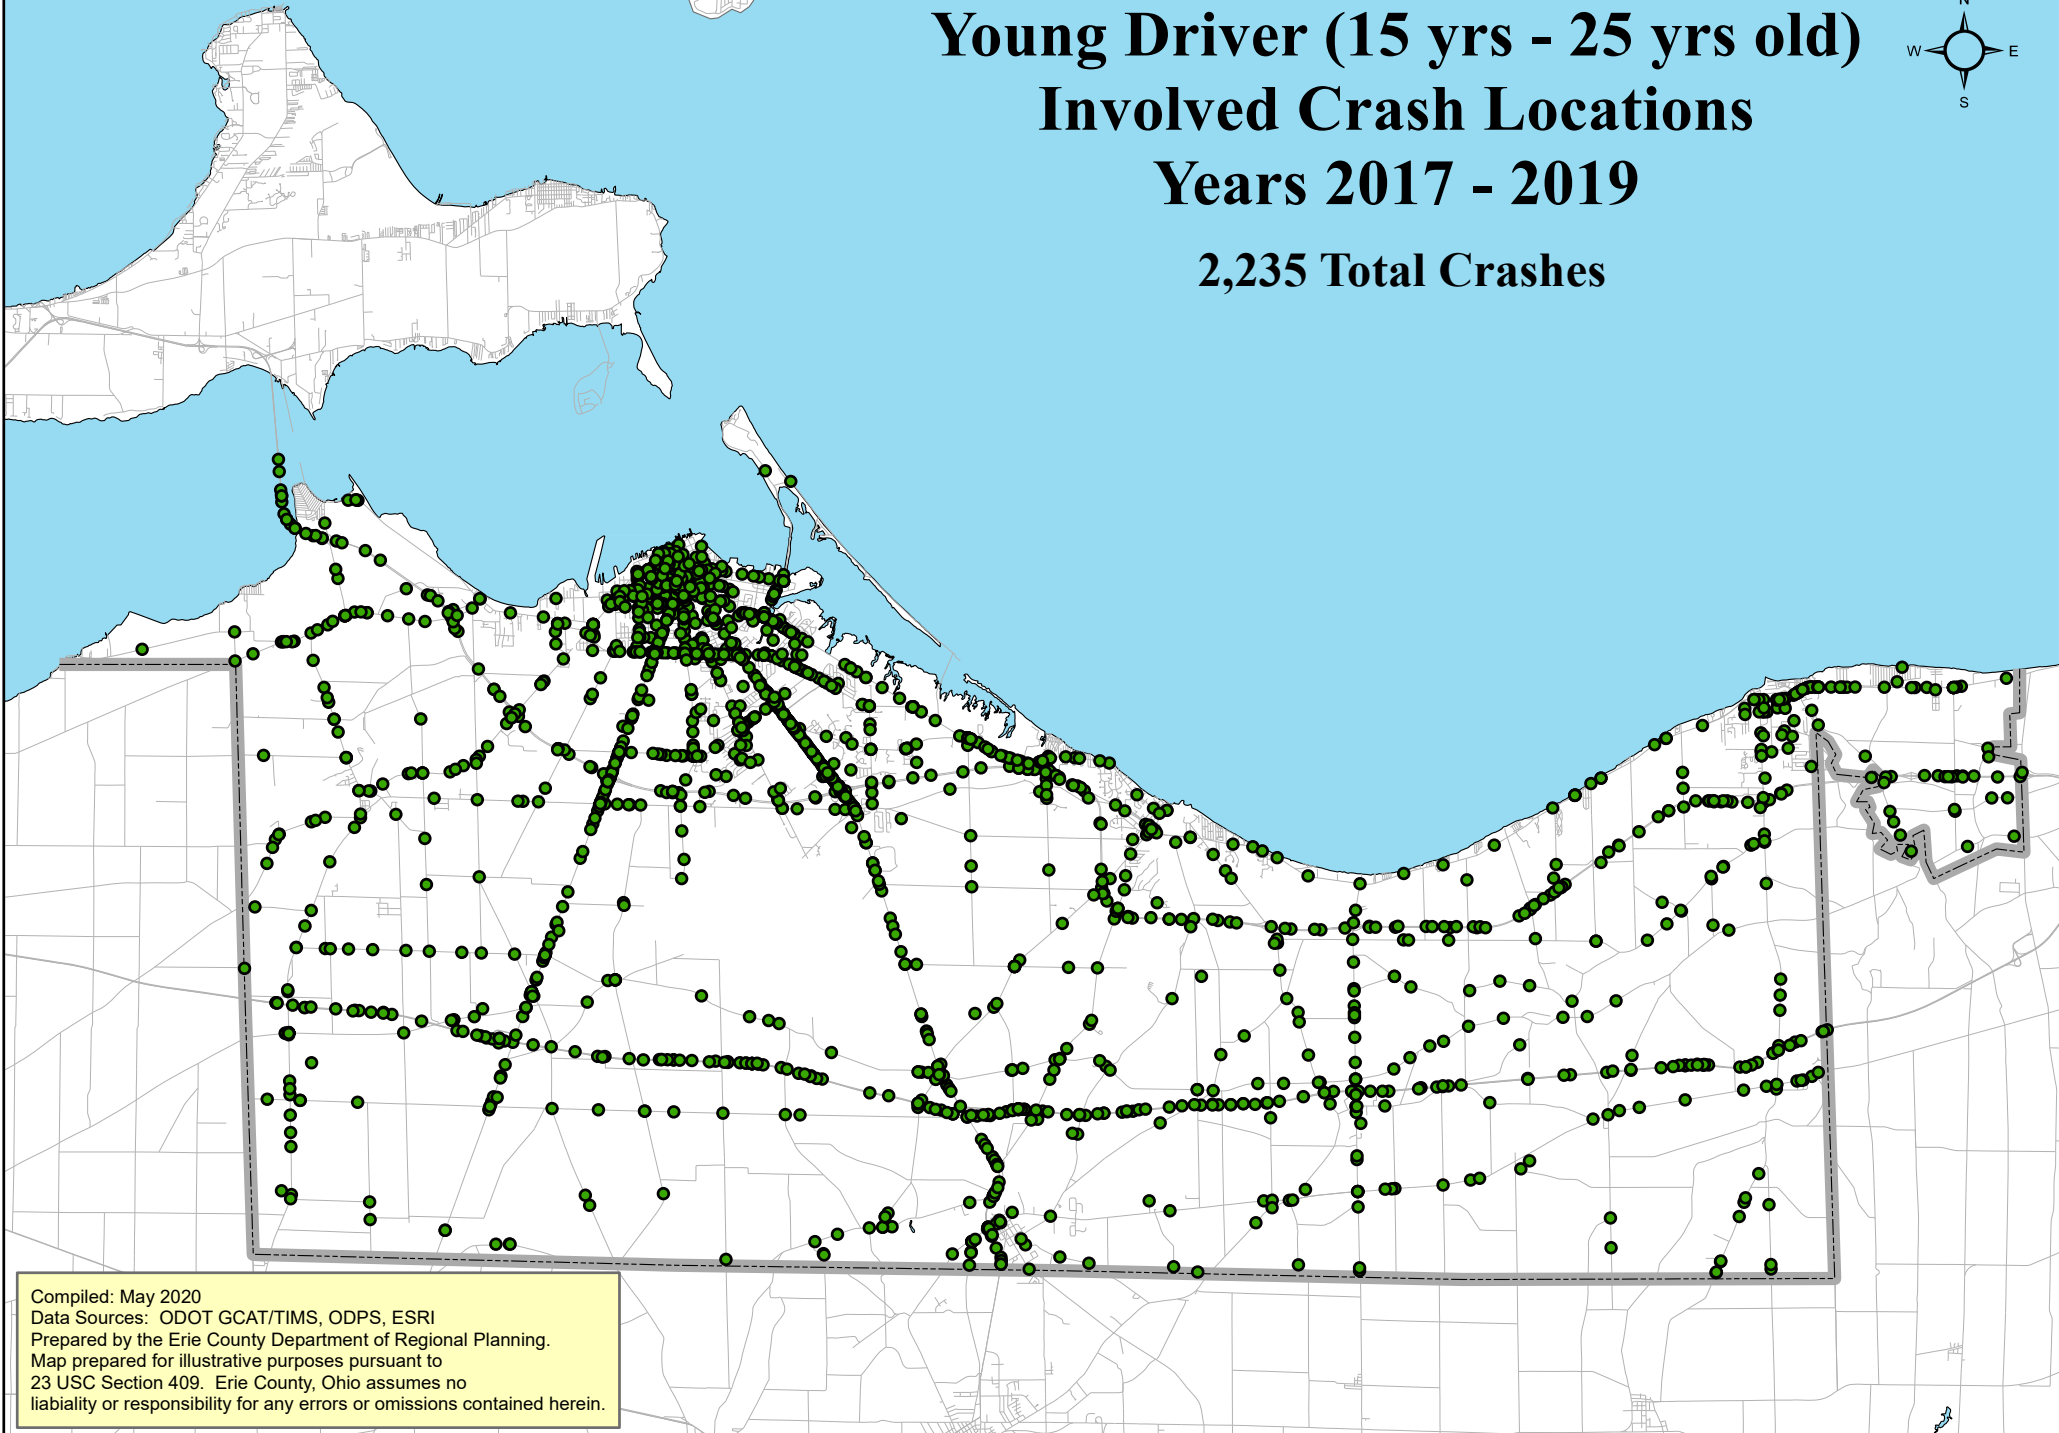 Young Driver (15 yrs - 25 yrs old)
Involved Crash Locations
Years 2017 - 2019
2,235 Total Crashes
N
W E
S
Compiled: May 2020
Data Sources: ODOT GCAT/TIMS, ODPS, ESRI
Prepared by the Erie County Department of Regional Planning.
Map prepared for illustrative purposes pursuant to
23 USC Section 409. Erie County, Ohio assumes no
liabiality or responsibility for any errors or omissions contained herein.